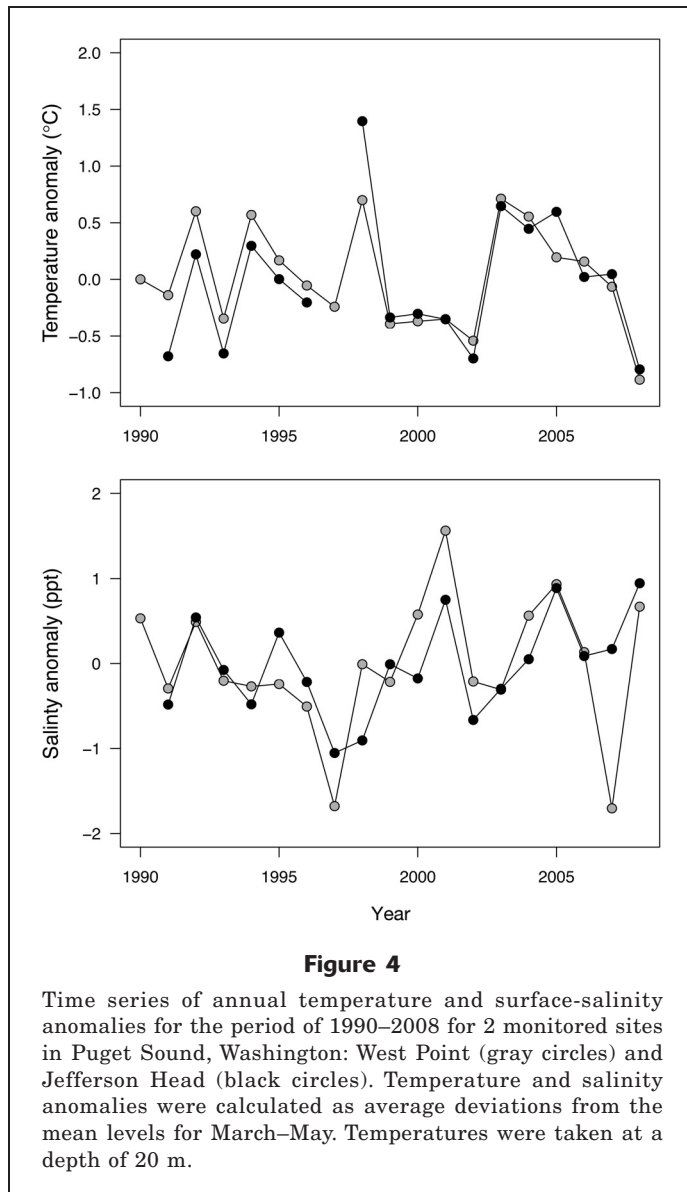 2.0
1.5
1.0
0.5
0.0
−0.5
−1.0
Temperature anomaly (°C)
1990
1995
2000
2005
2
1
0
−1
−2
Salinty anomaly (ppt)
1990
1995
2000
2005
Year
Figure 4
Time series of annual temperature and surface-salinity
anomalies for the period of 1990–2008 for 2 monitored sites
in Puget Sound, Washington: West Point (gray circles) and
Jefferson Head (black circles). Temperature and salinity
anomalies were calculated as average deviations from the
mean levels for March–May. Temperatures were taken at a
depth of 20 m.